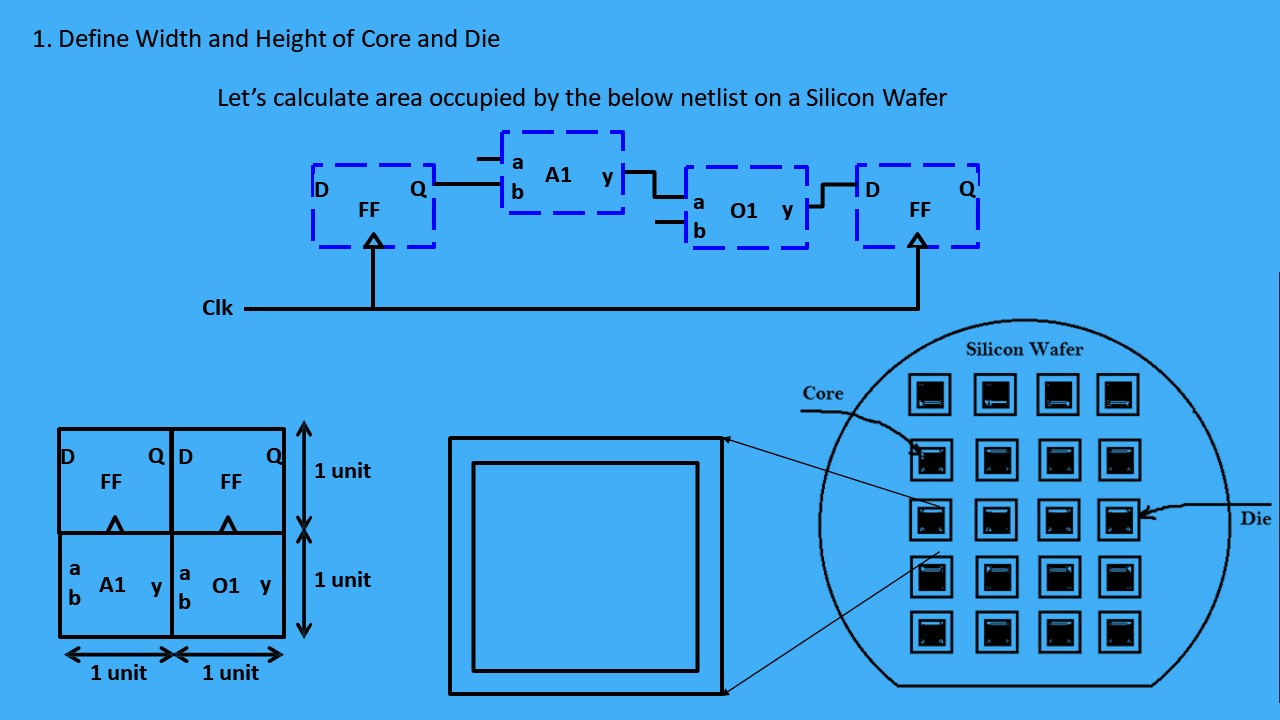 1. Define Width and Height of Core and Die
Let’s calculate area occupied by the below netlist on a Silicon Wafer
D Q
FF
a
b
A1 y
a
b
O1 y
D Q
FF
Clk
Silicon Wafer
Core
Die
D Q
FF
D Q
FF
1 unit
a
b
A1 y
a
b
O1 y
1 unit
1 unit 1 unit